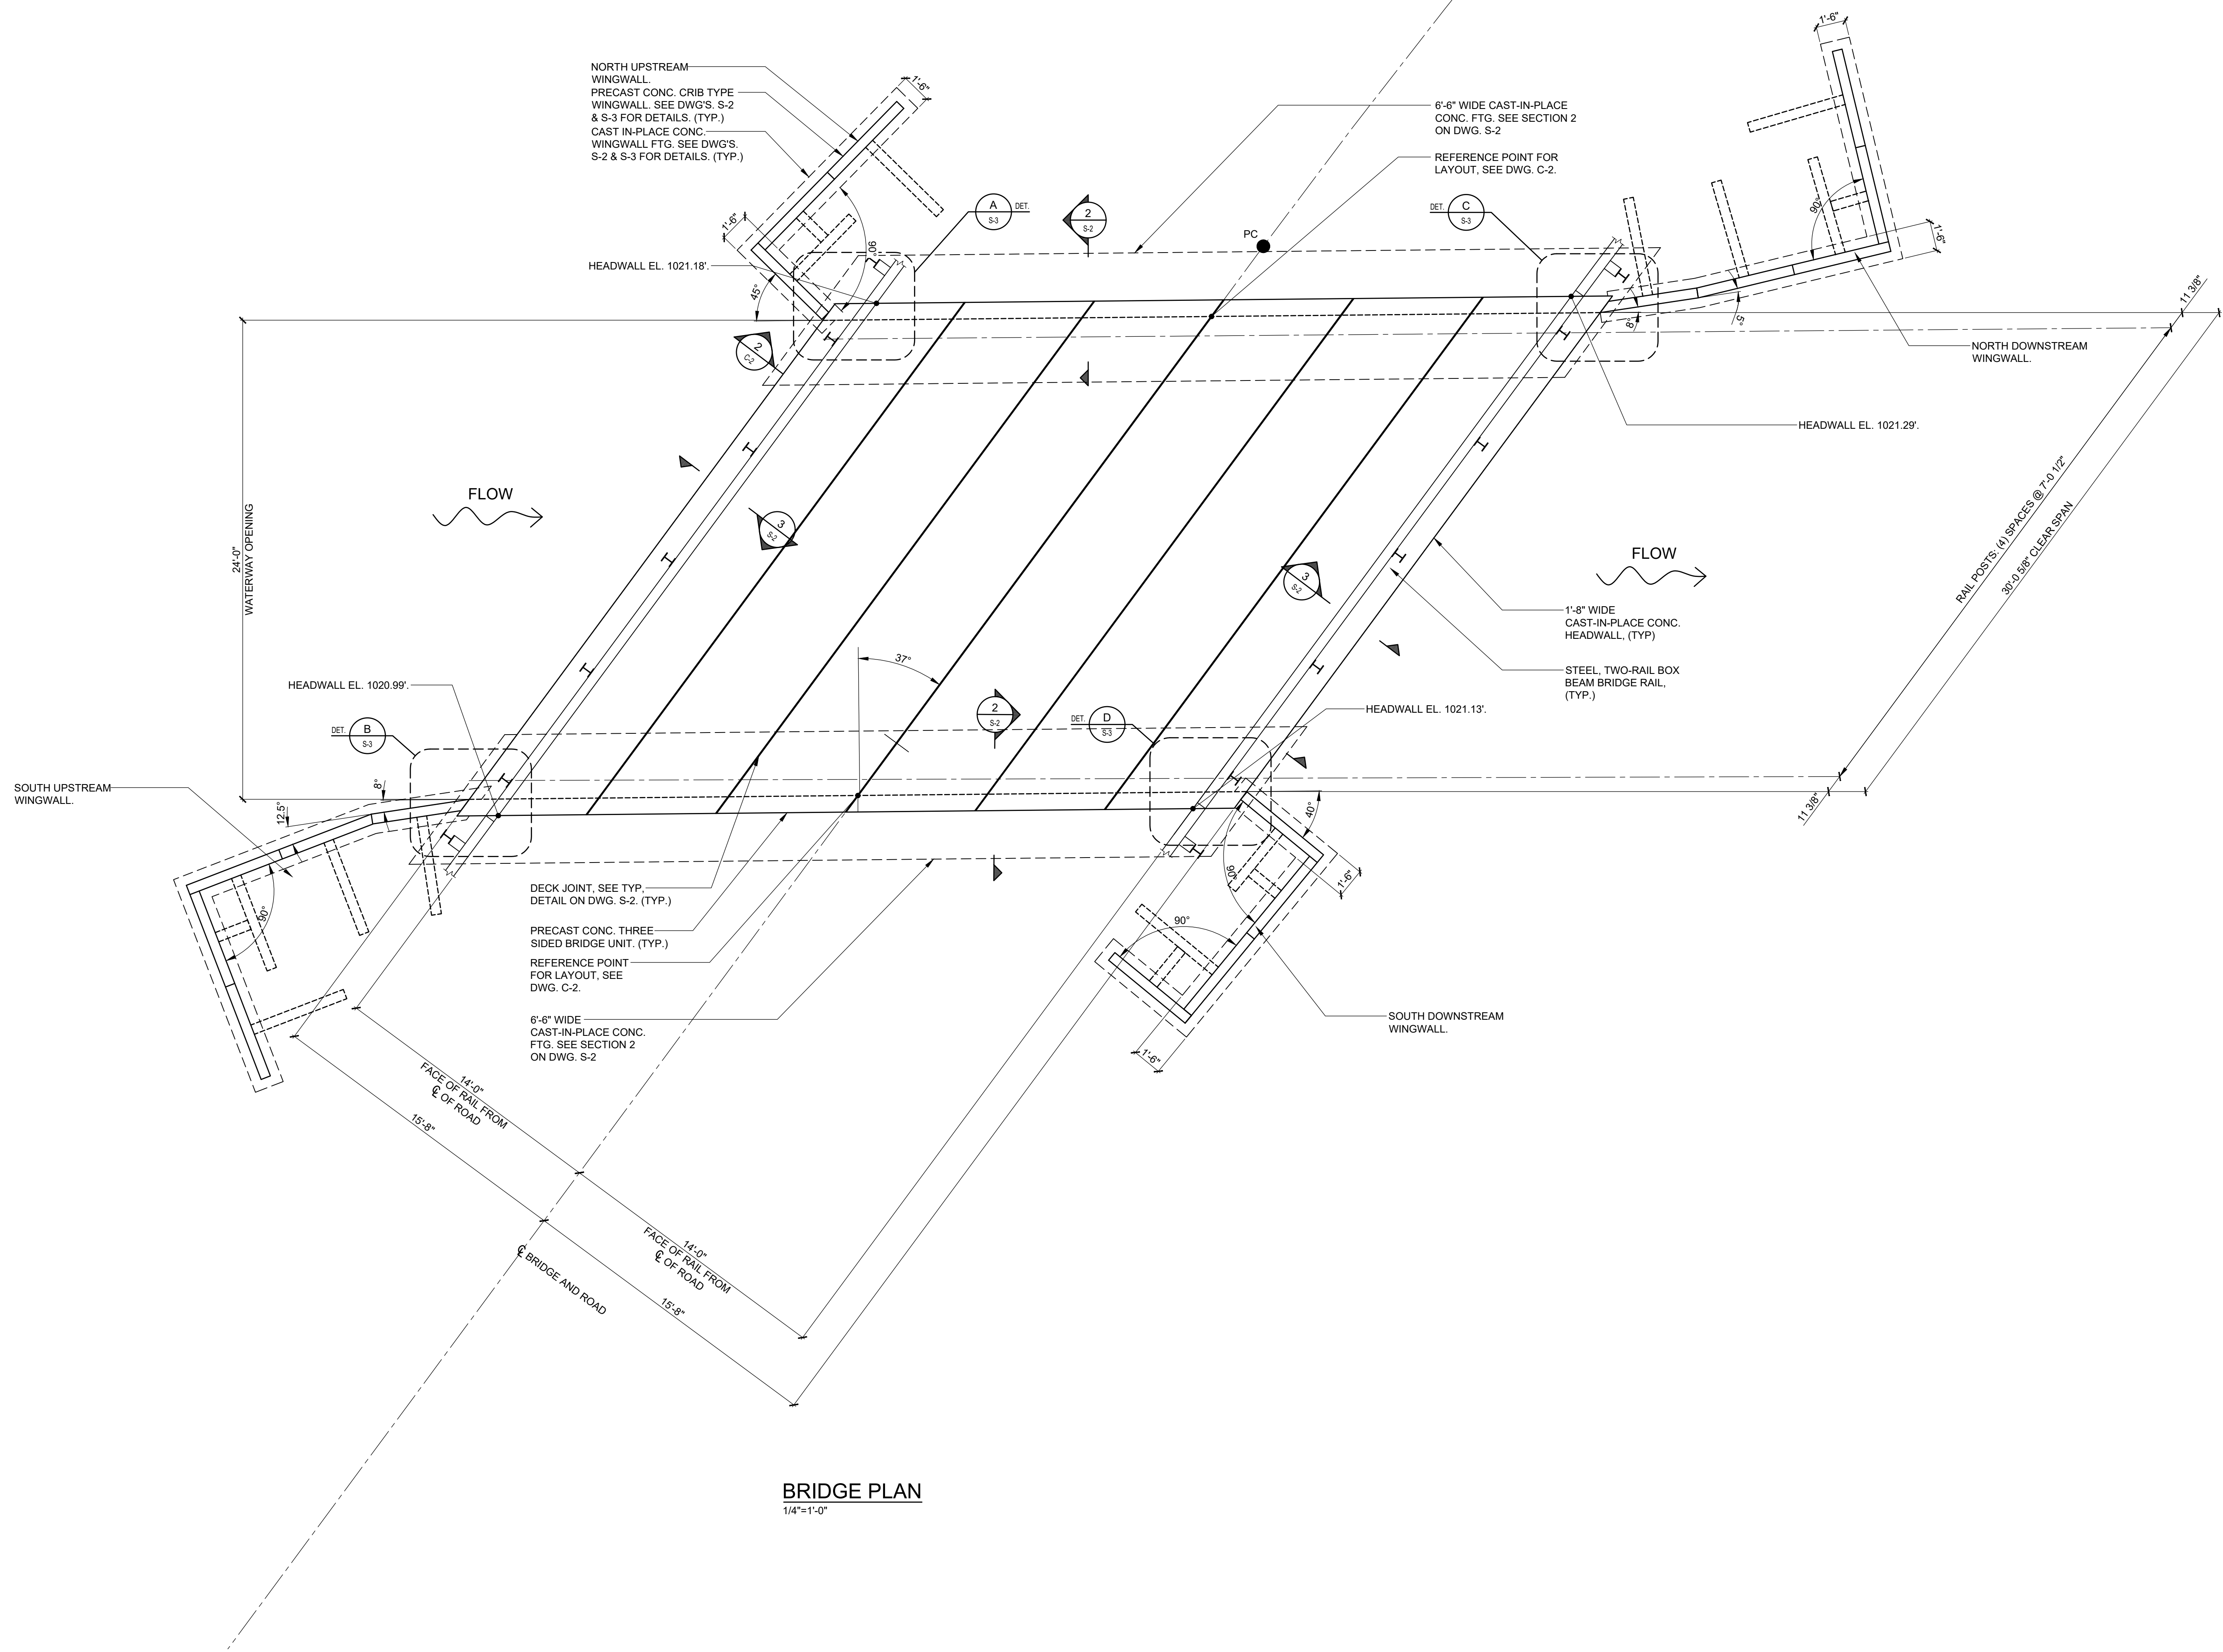 1'-6"
NORTH UPSTREAM
WINGWALL.
PRECAST CONC. CRIB TYPE
WINGWALL. SEE DWG'S. S-2
& S-3 FOR DETAILS. (TYP.)
CAST IN-PLACE CONC.
WINGWALL FTG. SEE DWG'S.
S-2 & S-3 FOR DETAILS. (TYP.)
1'-6"
6'-6" WIDE CAST-IN-PLACE
CONC. FTG. SEE SECTION 2
ON DWG. S-2
REFERENCE POINT FOR
LAYOUT, SEE DWG. C-2.
A
S-3
DET.
2
S-2
DET.
C
S-3
90°
1'-6"
1'-6"
PC
90°
HEADWALL EL. 1021.18'.
45°
11 3/8"
8°
5°
2
C-2
NORTH DOWNSTREAM
WINGWALL.
HEADWALL EL. 1021.29'.
FLOW
3
S-2
24'-0"
WATERWAY OPENING
FLOW
3
S-2
RAIL POSTS: (4) SPACES @ 7'-0 1/2"
30'-0 5/8" CLEAR SPAN
1'-8" WIDE
CAST-IN-PLACE CONC.
HEADWALL, (TYP)
37°
STEEL, TWO-RAIL BOX
BEAM BRIDGE RAIL,
(TYP.)
HEADWALL EL. 1020.99'.
HEADWALL EL. 1021.13'.
2
S-2
DET.
D
S-3
DET.
B
S-3
SOUTH UPSTREAM
WINGWALL.
8°
12.5°
11 3/8"
40°
90°
1'-6"
DECK JOINT, SEE TYP,
DETAIL ON DWG. S-2. (TYP.)
90°
90°
PRECAST CONC. THREE
SIDED BRIDGE UNIT. (TYP.)
REFERENCE POINT
FOR LAYOUT, SEE
DWG. C-2.
6'-6" WIDE
CAST-IN-PLACE CONC.
FTG. SEE SECTION 2
ON DWG. S-2
SOUTH DOWNSTREAM
WINGWALL.
1'-6"
14'-0"
FACE OF RAIL FROM
℄ OF ROAD
15'-8"
14'-0"
FACE OF RAIL FROM
℄ OF ROAD
15'-8"
℄ BRIDGE AND ROAD
BRIDGE PLAN
1/4"=1'-0"